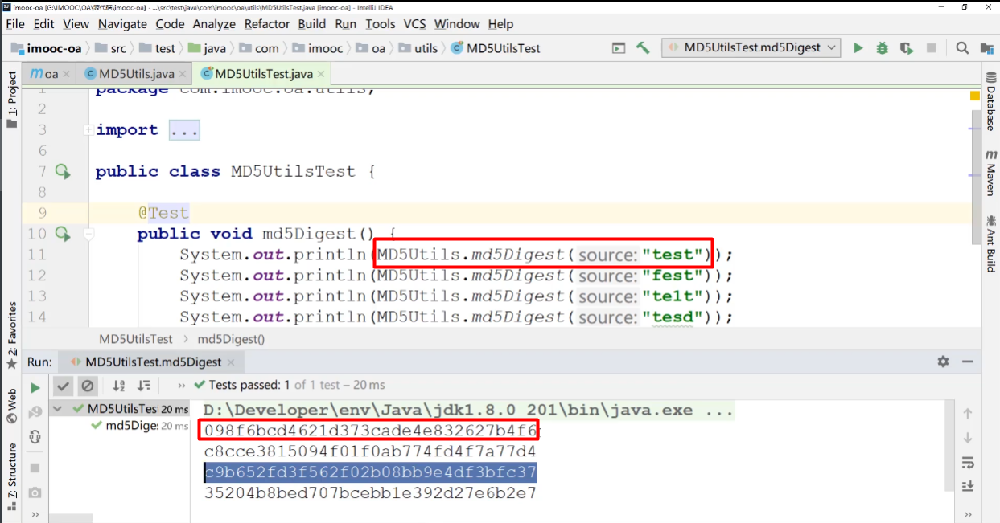 imooc-oa [G:\IMOOC\OA\源代码\imooc-oa] - ...\src\test\java\com\imooc\oa\utils\MD5UtilsTest.java [imooc-oa] - IntelliJ IDEA
File Edit View Navigate Code Analyze Refactor Build Run Tools VCS Window Help
imooc-oa src test java com imooc oa utils MD5UtilsTest MD5UtilsTest.md5Digest
m oa × C MD5Utils.java × C MD5UtilsTest.java ×
1: Project
1 package com.imooc.oa.utils;
2
3 import ...
6
7 public class MD5UtilsTest {
8
9 @Test
10 public void md5Digest() {
11 System.out.println(MD5Utils.md5Digest( source: "test"));
12 System.out.println(MD5Utils.md5Digest( source: "fest"));
13 System.out.println(MD5Utils.md5Digest( source: "te1t"));
14 System.out.println(MD5Utils.md5Digest( source: "tesd"));
Database
m Maven
Ant Build
MD5UtilsTest > md5Digest()
2: Favorites
Web
7: Structure
Run: MD5UtilsTest.md5Digest ×
>> Tests passed: 1 of 1 test – 20 ms
MD5UtilsTes 20 ms
md5Diges 20 ms
D:\Developer\env\Java\jdk1.8.0_201\bin\java.exe ...
098f6bcd4621d373cade4e832627b4f6
c8cce3815094f01f0ab774fd4f7a77d4
c9b652fd3f562f02b08bb9e4df3bfc37
35204b8bed707bcebb1e392d27e6b2e7